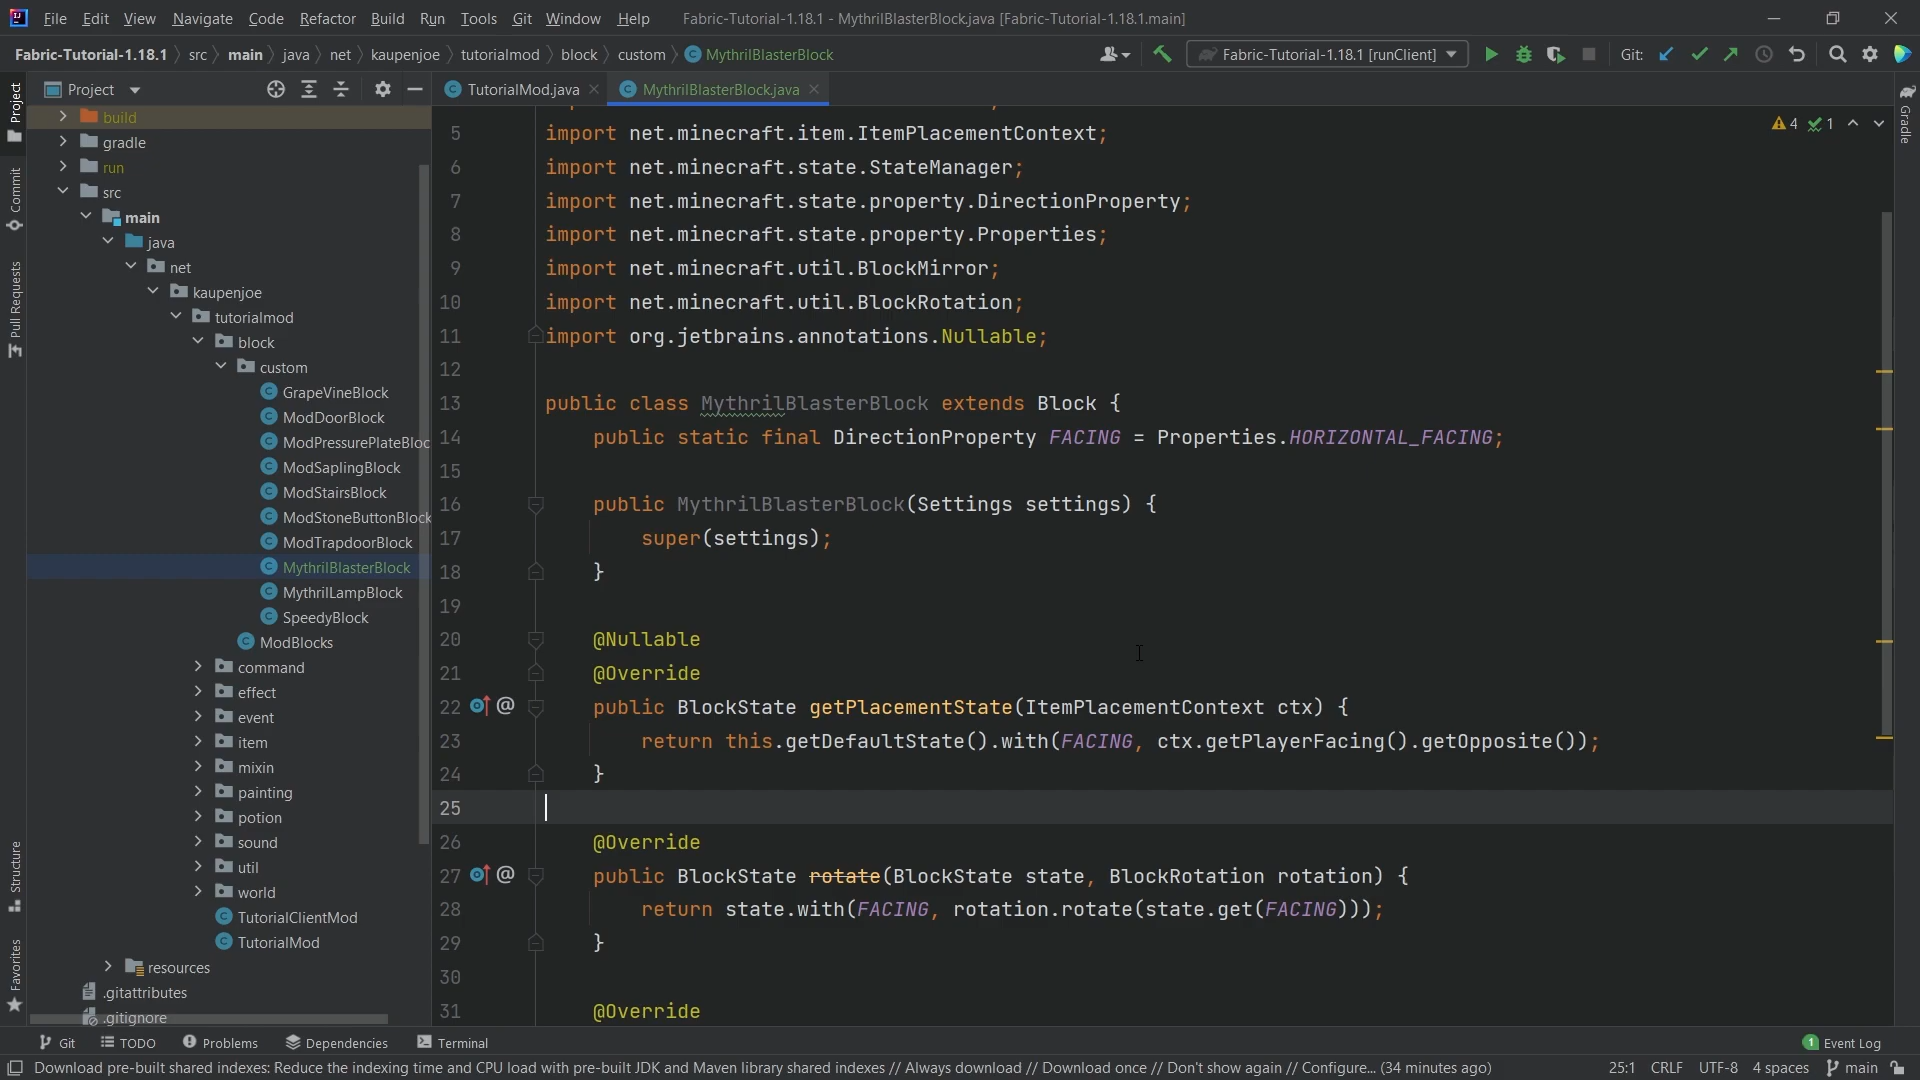 File Edit View Navigate Code Refactor Build Run Tools Git Window Help Fabric-Tutorial-1.18.1 - MythrilBlasterBlock.java [Fabric-Tutorial-1.18.1.main]
Fabric-Tutorial-1.18.1 src main java net kaupenjoe tutorialmod block custom MythrilBlasterBlock Fabric-Tutorial-1.18.1 [runClient] Git:
Project
TutorialMod.java MythrilBlasterBlock.java
Project
Commit
Pull Requests
Structure
Favorites
Gradle
build
gradle
run
src
main
java
net
kaupenjoe
tutorialmod
block
custom
GrapeVineBlock
ModDoorBlock
ModPressurePlateBloc
ModSaplingBlock
ModStairsBlock
ModStoneButtonBlock
ModTrapdoorBlock
MythrilBlasterBlock
MythrilLampBlock
SpeedyBlock
ModBlocks
command
effect
event
item
mixin
painting
potion
sound
util
world
TutorialClientMod
TutorialMod
resources
.gitattributes
.gitignore
4 1
5 import net.minecraft.item.ItemPlacementContext;
6 import net.minecraft.state.StateManager;
7 import net.minecraft.state.property.DirectionProperty;
8 import net.minecraft.state.property.Properties;
9 import net.minecraft.util.BlockMirror;
10 import net.minecraft.util.BlockRotation;
11 import org.jetbrains.annotations.Nullable;
12
13 public class MythrilBlasterBlock extends Block {
14 public static final DirectionProperty FACING = Properties.HORIZONTAL_FACING;
15
16 public MythrilBlasterBlock(Settings settings) {
17 super(settings);
18 }
19
20 @Nullable
21 @Override
22 @ public BlockState getPlacementState(ItemPlacementContext ctx) {
23 return this.getDefaultState().with(FACING, ctx.getPlayerFacing().getOpposite());
24 }
25
26 @Override
27 @ public BlockState rotate(BlockState state, BlockRotation rotation) {
28 return state.with(FACING, rotation.rotate(state.get(FACING)));
29 }
30
31 @Override
Git TODO Problems Dependencies Terminal 1 Event Log
Download pre-built shared indexes: Reduce the indexing time and CPU load with pre-built JDK and Maven library shared indexes // Always download // Download once // Don't show again // Configure... (34 minutes ago) 25:1 CRLF UTF-8 4 spaces main